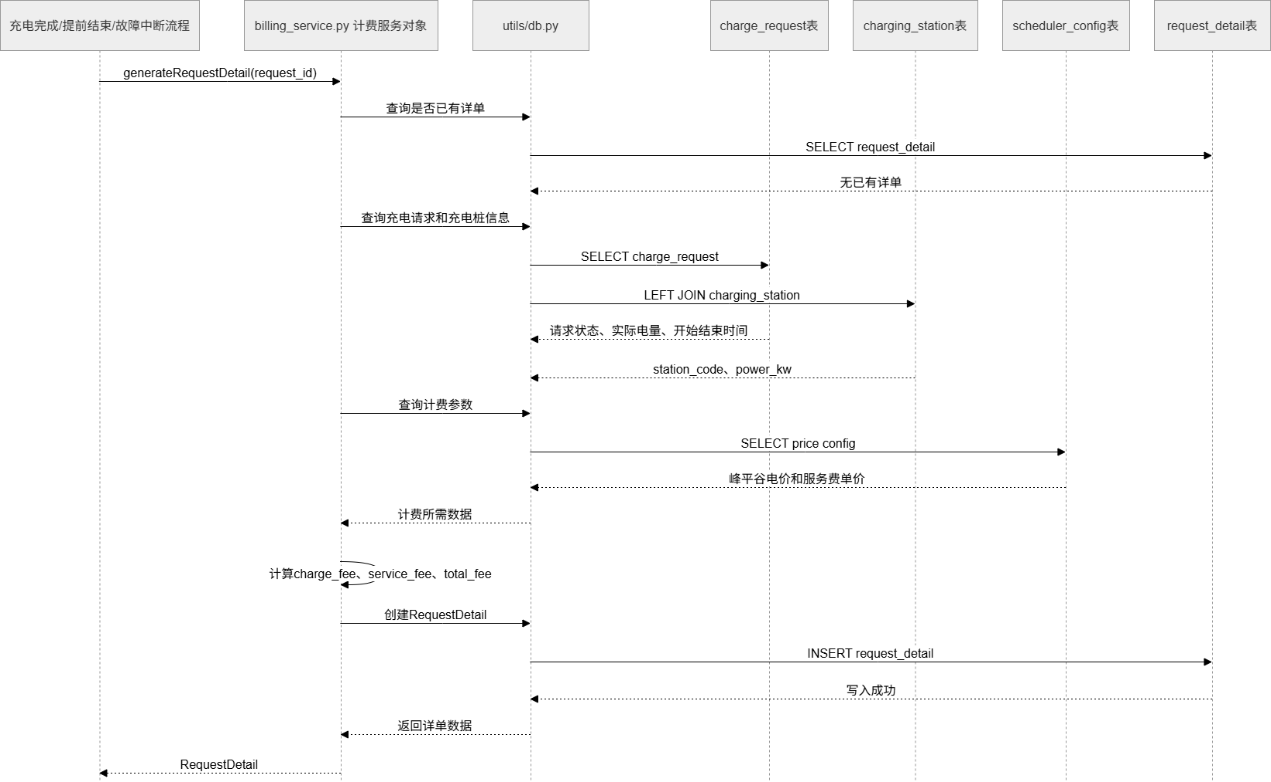 充电完成/提前结束/故障中断流程
billing_service.py 计费服务对象
utils/db.py
charge_request表
charging_station表
scheduler_config表
request_detail表
generateRequestDetail(request_id)
查询是否已有详单
SELECT request_detail
无已有详单
查询充电请求和充电桩信息
SELECT charge_request
LEFT JOIN charging_station
请求状态、实际电量、开始结束时间
station_code、power_kw
查询计费参数
SELECT price config
峰平谷电价和服务费单价
计费所需数据
计算charge_fee、service_fee、total_fee
创建RequestDetail
INSERT request_detail
写入成功
返回详单数据
RequestDetail